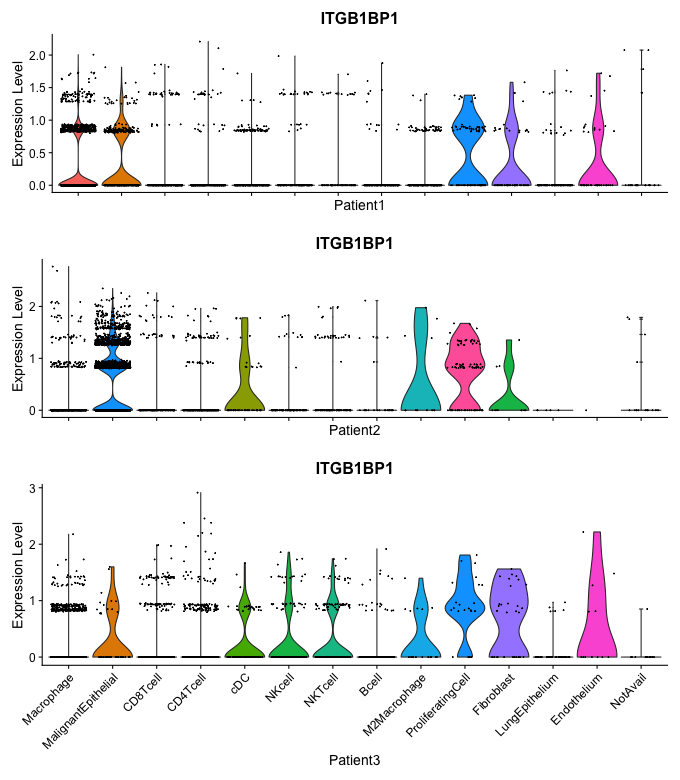 ITGB1BP1
Expression Level
2.0
1.5
1.0
0.5
0.0
Patient1
ITGB1BP1
Expression Level
2
1
0
Patient2
ITGB1BP1
Expression Level
3
2
1
0
Macrophage
MalignantEpithelial
CD8Tcell
CD4Tcell
cDC
NKcell
NKTcell
Bcell
M2Macrophage
ProliferatingCell
Fibroblast
LungEpithelium
Endothelium
NotAvail
Patient3